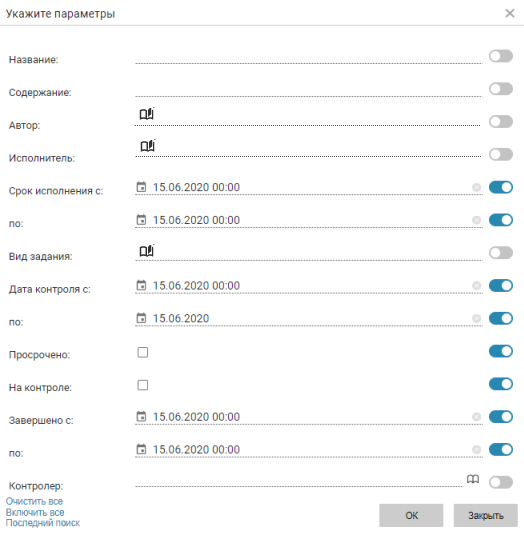 Укажите параметры
Название:
Содержание:
Автор:
Исполнитель:
Срок исполнения с: 15.06.2020 00:00
по: 15.06.2020 00:00
Вид задания:
Дата контроля с: 15.06.2020 00:00
по: 15.06.2020
Просрочено:
На контроле:
Завершено с: 15.06.2020 00:00
по: 15.06.2020 00:00
Контролер:
Очистить все
Включить все
Последний поиск
ОК Закрыть